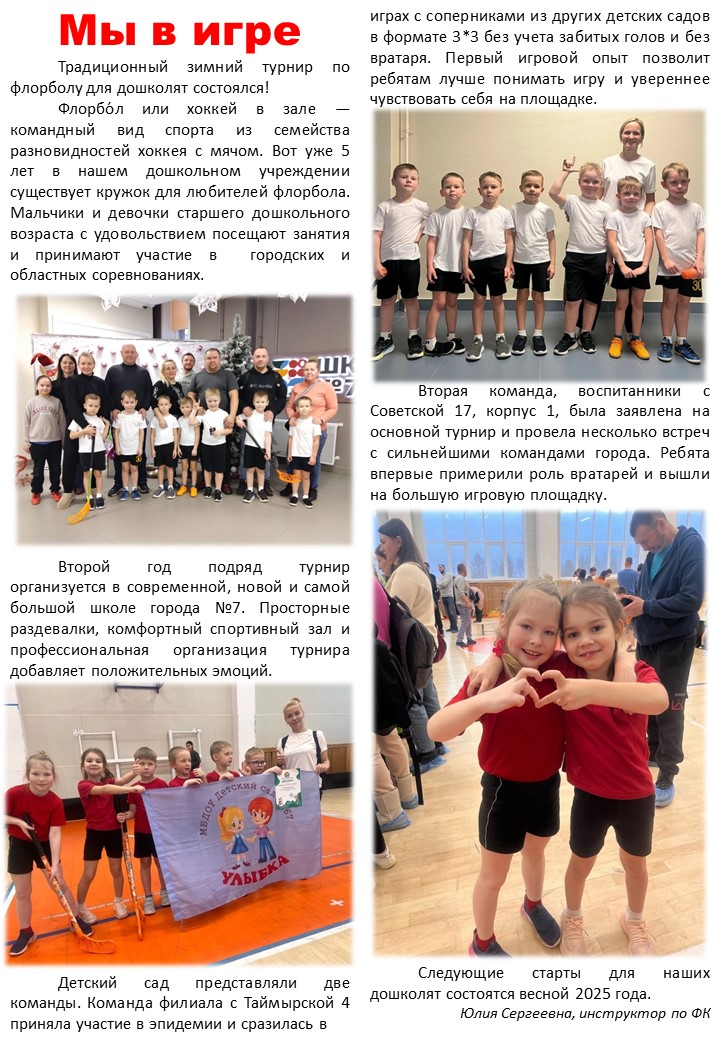 Мы в игре
Традиционный зимний турнир по
флорболу для дошколят состоялся!
Флорбо́л или хоккей в зале —
командный вид спорта из семейства
разновидностей хоккея с мячом. Вот уже 5
лет в нашем дошкольном учреждении
существует кружок для любителей флорбола.
Мальчики и девочки старшего дошкольного
возраста с удовольствием посещают занятия
и принимают участие в городских и
областных соревнованиях.
ШК
№7
Второй год подряд турнир
организуется в современной, новой и самой
большой школе города №7. Просторные
раздевалки, комфортный спортивный зал и
профессиональная организация турнира
добавляет положительных эмоций.
МБДОУ Детский сад 67
УЛЫБКА
Детский сад представляли две
команды. Команда филиала с Таймырской 4
приняла участие в эпидемии и сразилась в
играх с соперниками из других детских садов
в формате 3*3 без учета забитых голов и без
вратаря. Первый игровой опыт позволит
ребятам лучше понимать игру и увереннее
чувствовать себя на площадке.
30
Вторая команда, воспитанники с
Советской 17, корпус 1, была заявлена на
основной турнир и провела несколько встреч
с сильнейшими командами города. Ребята
впервые примерили роль вратарей и вышли
на большую игровую площадку.
Следующие старты для наших
дошколят состоятся весной 2025 года.
Юлия Сергеевна, инструктор по ФК